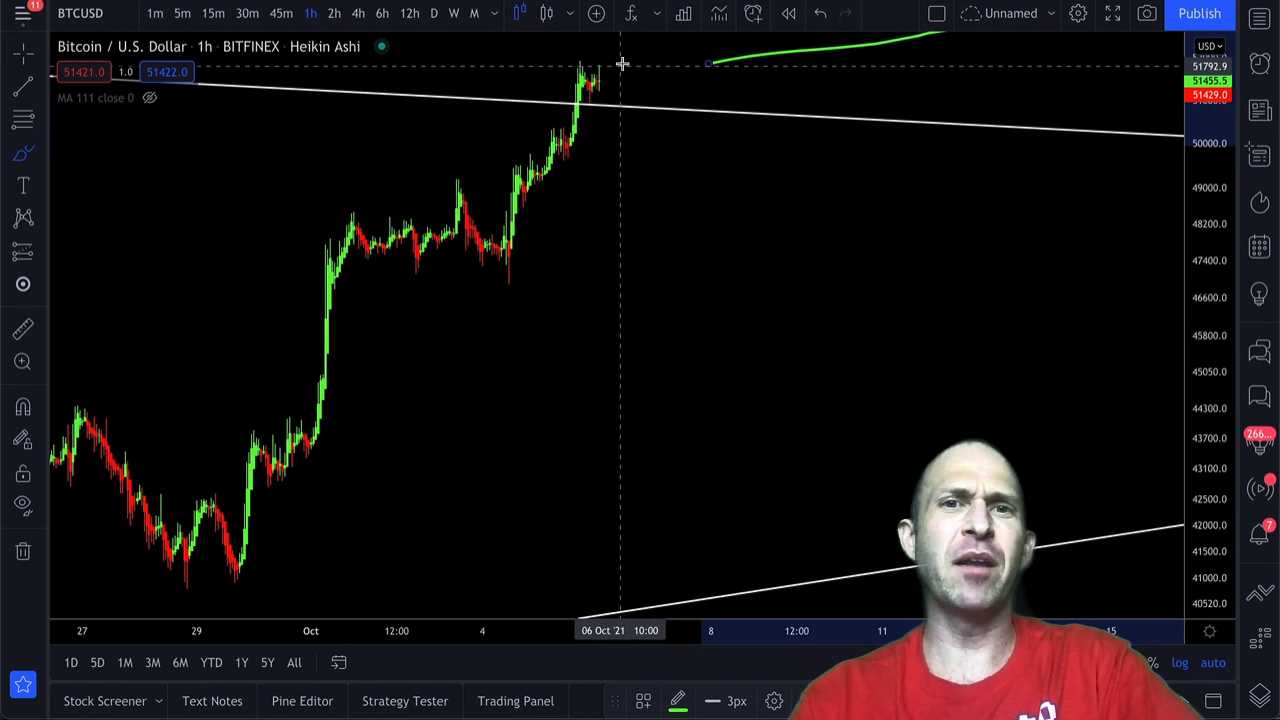 11
BTCUSD
1m 5m 15m 30m 45m 1h 2h 4h 6h 12h D W M
Unnamed
Publish
Bitcoin / U.S. Dollar · 1h · BITFINEX · Heikin Ashi
USD
51421.0 1.0 51422.0
MA 111 close 0
51792.9
51455.5
51429.0
50000.0
49000.0
48200.0
47400.0
46600.0
45800.0
45050.0
44300.0
43700.0
43100.0
42500.0
42000.0
41500.0
41000.0
40520.0
266...
7
27 29 Oct 12:00 4 06 Oct '21 10:00 8 12:00 11 15
1D 5D 1M 3M 6M YTD 1Y 5Y All
% log auto
Stock Screener Text Notes Pine Editor Strategy Tester Trading Panel 3px